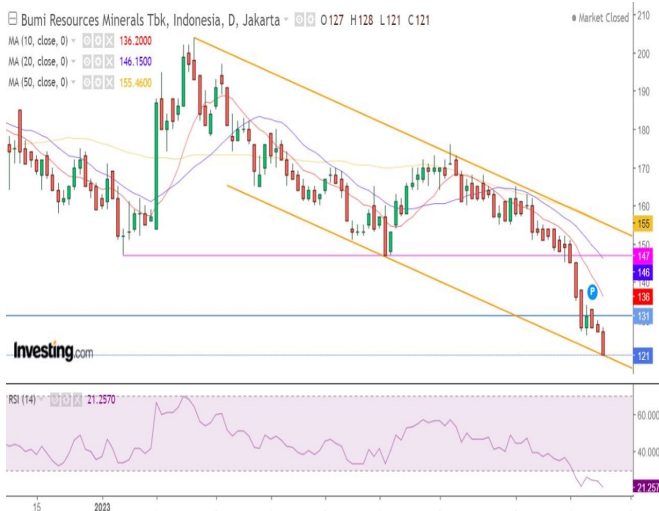 Bumi Resources Minerals Tbk, Indonesia, D, Jakarta O127 H128 L121 C121
Market Closed
MA (10, close, 0) 136.2000
MA (20, close, 0) 146.1500
MA (50, close, 0) 155.4600
210
200
190
180
170
160
155
150
147
146
140
136
131
121
P
Investing.com
RSI (14) 21.2570
60.000
40.000
21.257
15 2023